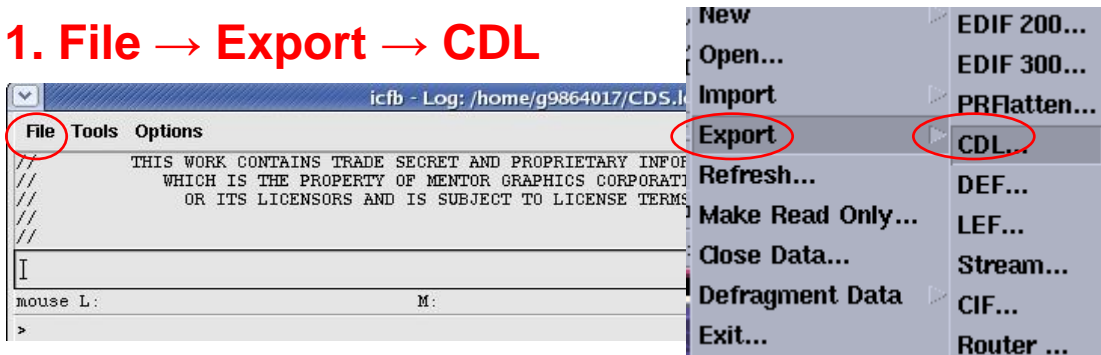 1. File → Export → CDL
icfb - Log: /home/g9864017/CDS.l
File Tools Options
// THIS WORK CONTAINS TRADE SECRET AND PROPRIETARY INFOR
// WHICH IS THE PROPERTY OF MENTOR GRAPHICS CORPORATI
// OR ITS LICENSORS AND IS SUBJECT TO LICENSE TERMS
//
//
mouse L: M:
>
New
Open...
Import
Export
Refresh...
Make Read Only...
Close Data...
Defragment Data
Exit...
EDIF 200...
EDIF 300...
PRFlatten...
CDL...
DEF...
LEF...
Stream...
CIF...
Router ...